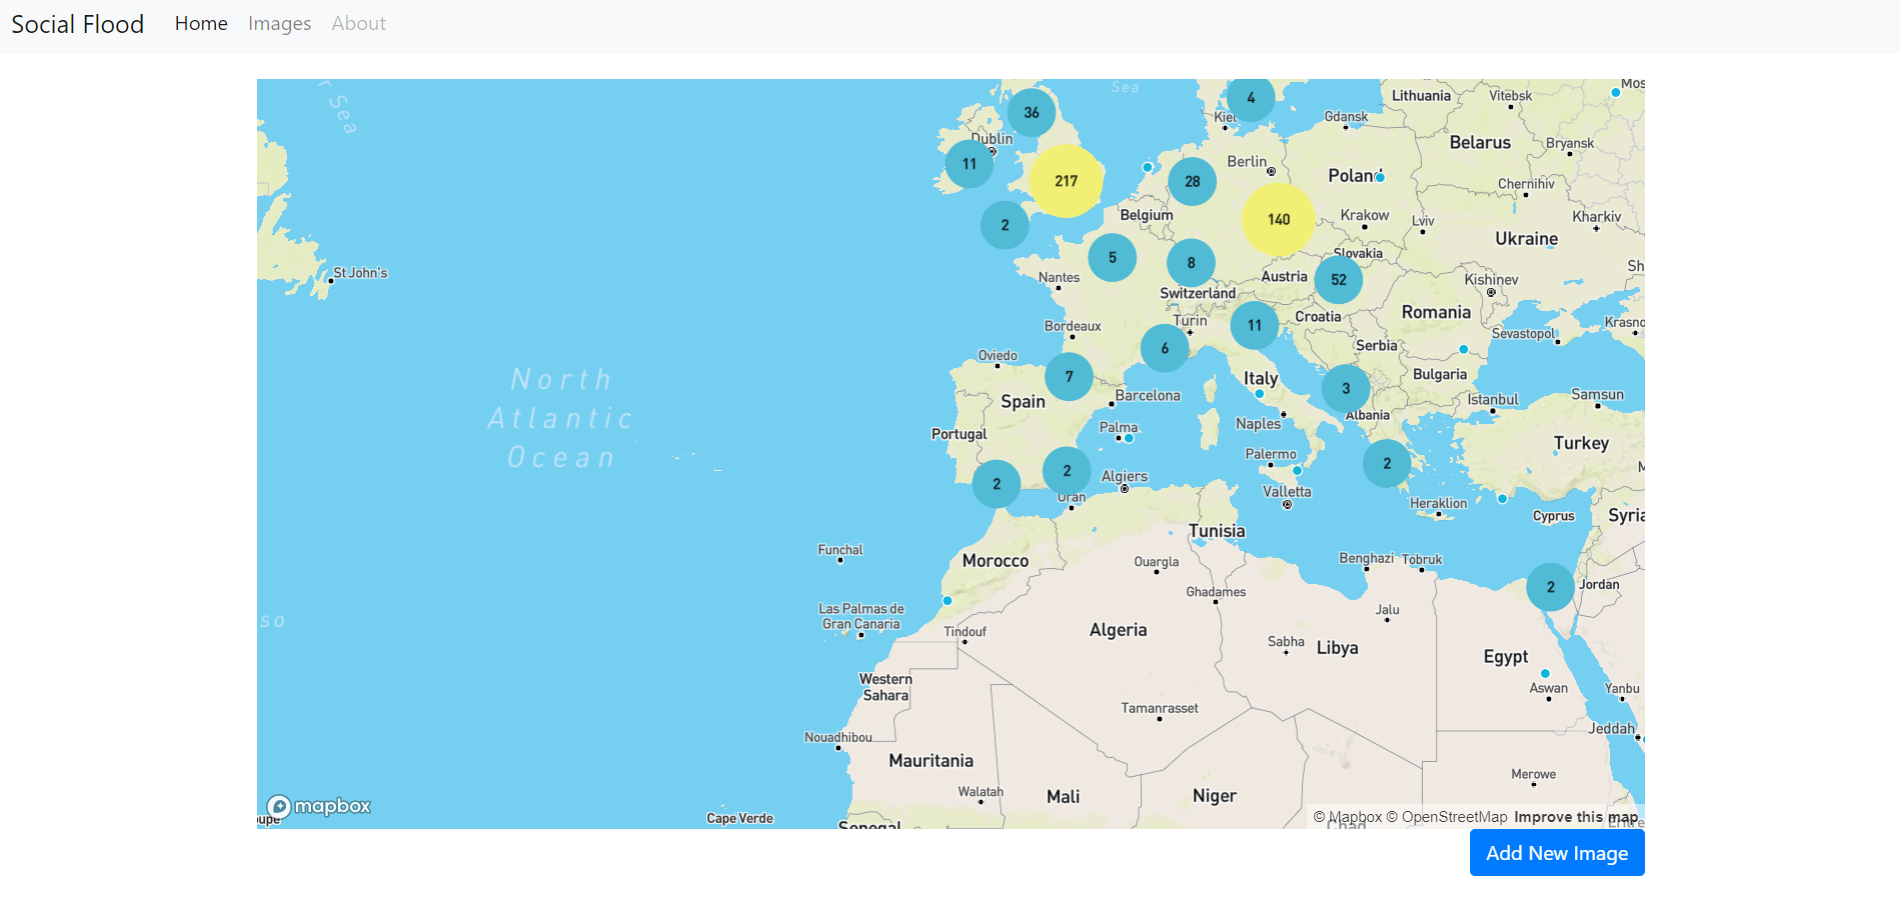 Social Flood Home Images About
Sea
Mos
r Sea
4
Lithuania
Vitebsk
36
Kiel
Gdansk
Dublin
Belarus
Bryansk
11
217
28
Berlin
Poland
Chernihiv
2
Belgium
140
Krakow
Lviv
Kharkiv
Ukraine
5
8
Slovakia
St John's
Nantes
Austria
52
Kishinev
Sh
Switzerland
Romania
Bordeaux
Turin
11
Croatia
Sevastopol
Krasno
Oviedo
6
Serbia
North
Atlantic
Ocean
7
Italy
Bulgaria
Spain
Barcelona
3
Istanbul
Samsun
Albania
Portugal
Palma
Naples
Turkey
2
2
Algiers
Palermo
2
M
Oran
Valletta
Heraklion
Cyprus
Syria
Tunisia
Funchal
Morocco
Ouargla
Benghazi
Tobruk
Ghadames
2
Jordan
Las Palmas de
Gran Canaria
Jalu
so
Tindouf
Algeria
Sabha
Libya
Egypt
Western
Sahara
Aswan
Yanbu
Tamanrasset
Nouadhibou
Jeddah
Mauritania
Merowe
Walatah
Mali
Niger
mapbox
oupe
Cape Verde
Senegal
Chad
Eritre
© Mapbox © OpenStreetMap Improve this map
Add New Image